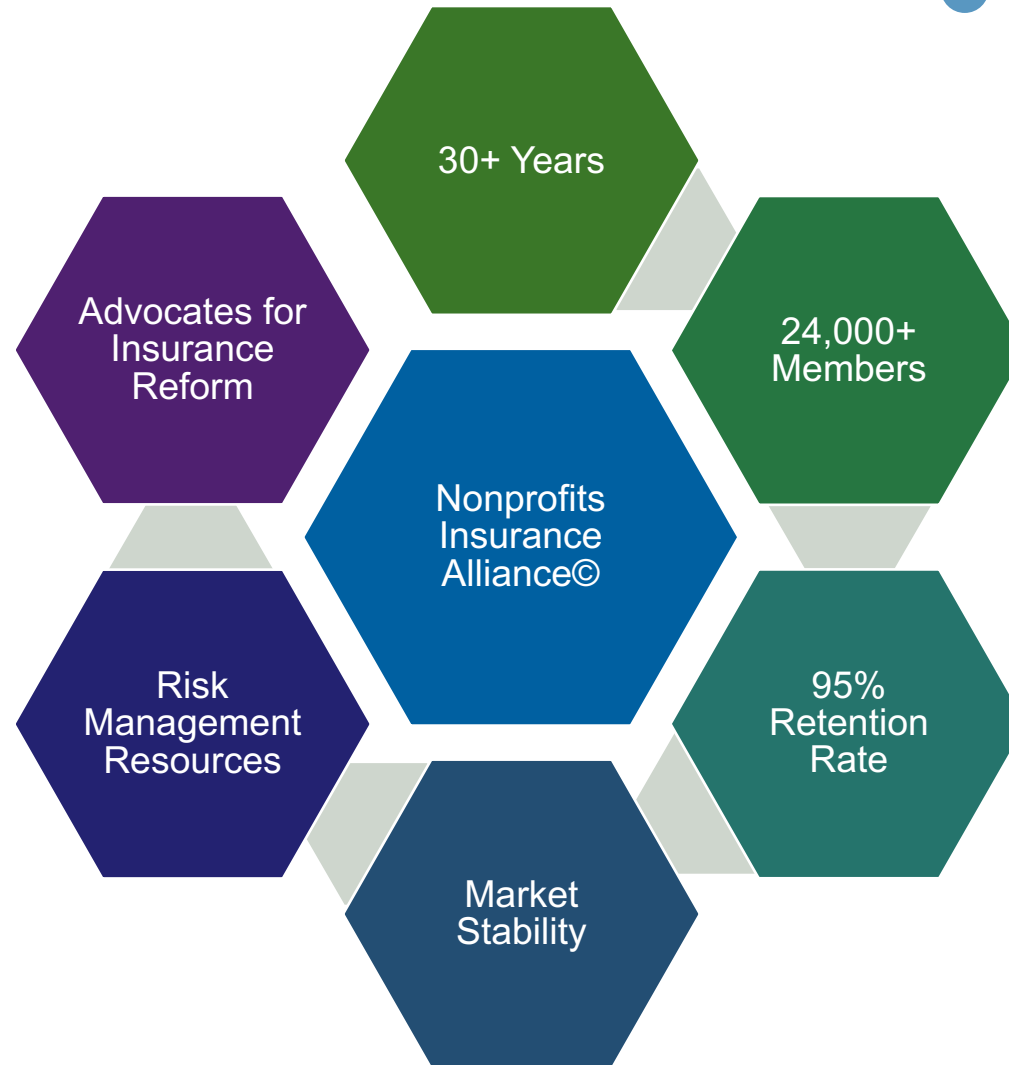 30+ Years
Advocates for
Insurance
Reform
24,000+
Members
Nonprofits
Insurance
Alliance©
Risk
Management
Resources
95%
Retention
Rate
Market
Stability